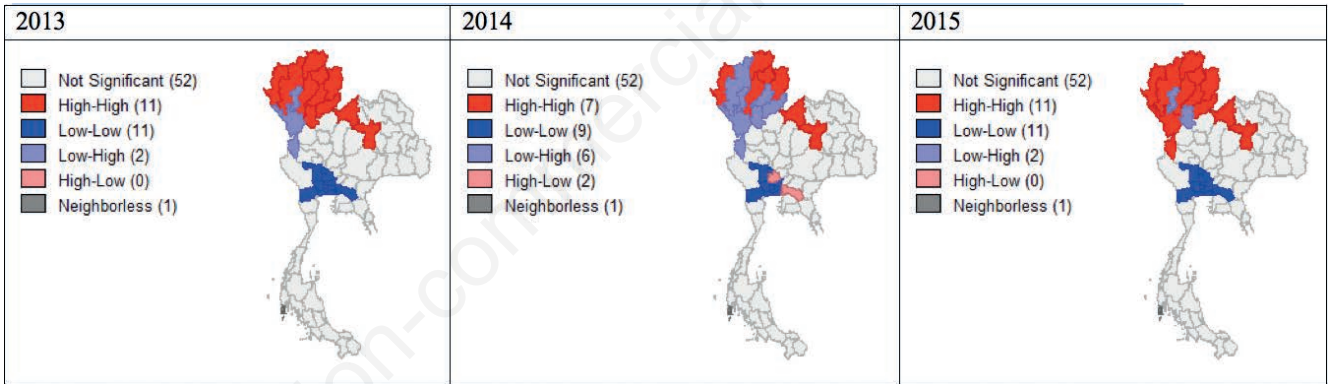 2013
Not Significant (52)
High-High (11)
Low-Low (11)
Low-High (2)
High-Low (0)
Neighborless (1)
2014
Not Significant (52)
High-High (7)
Low-Low (9)
Low-High (6)
High-Low (2)
Neighborless (1)
2015
Not Significant (52)
High-High (11)
Low-Low (11)
Low-High (2)
High-Low (0)
Neighborless (1)